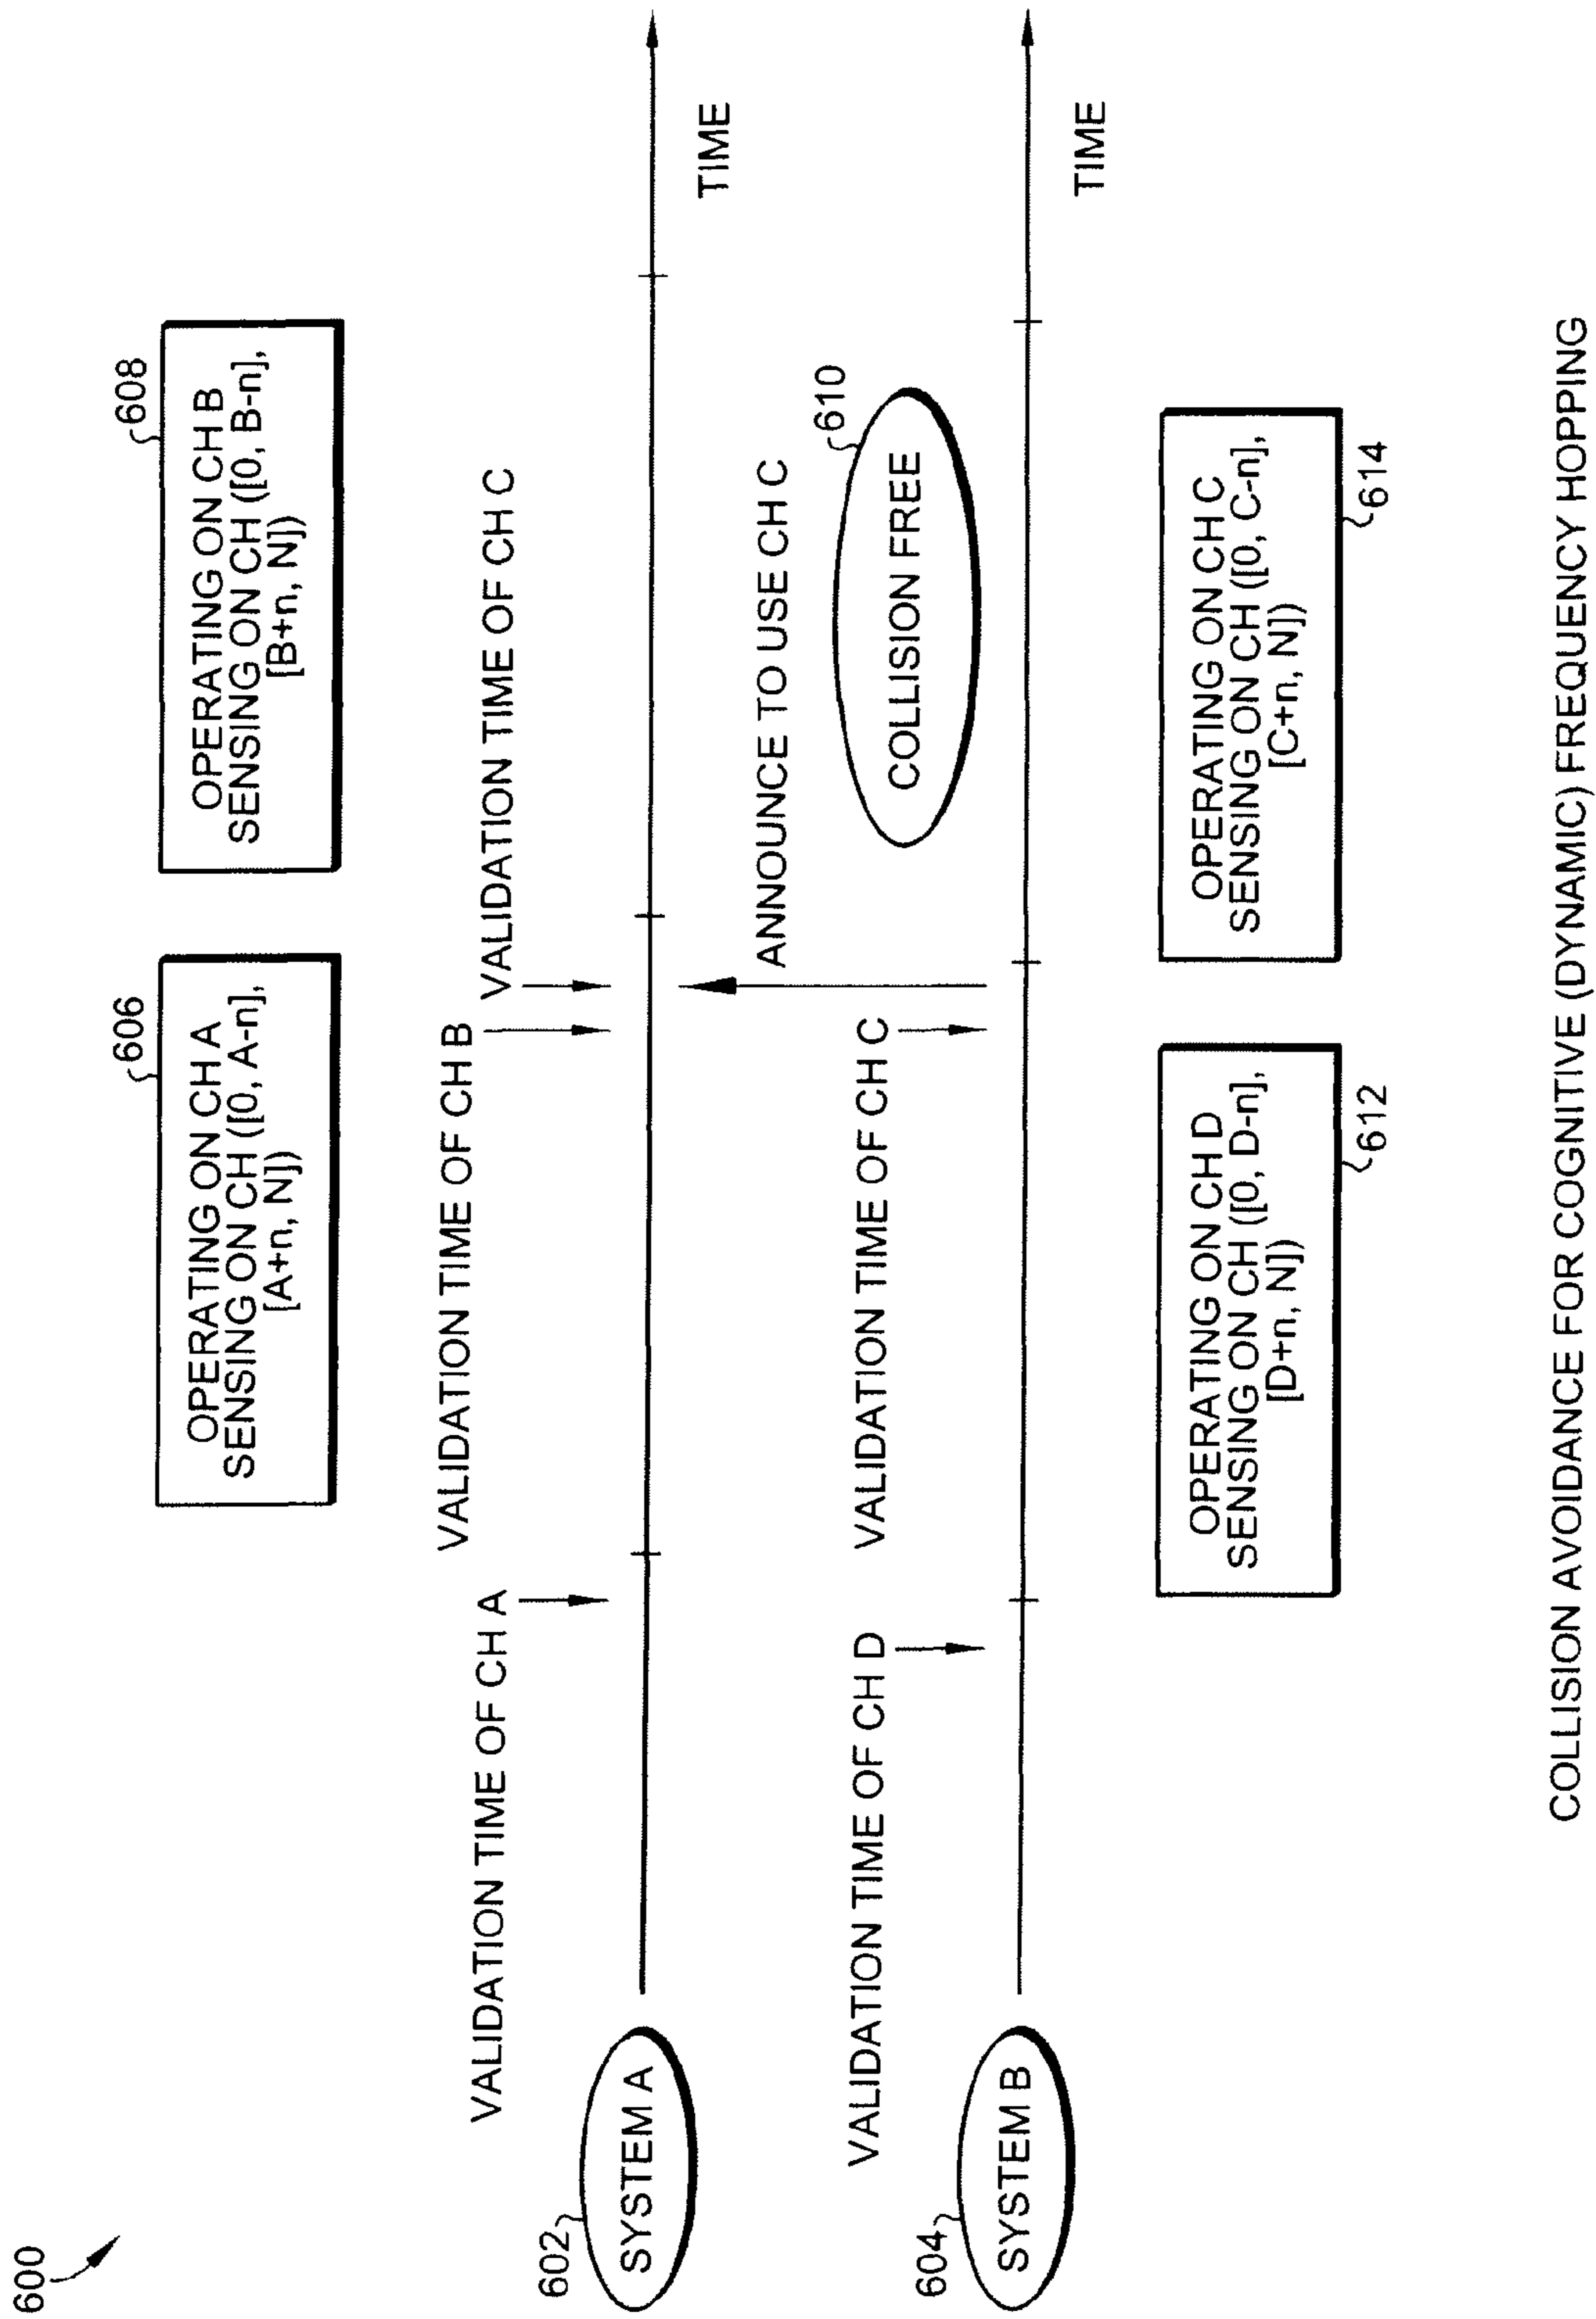 600
606
OPERATING ON CH A
SENSING ON CH ([0, A-n],
[A+n, N])
608
OPERATING ON CH B
SENSING ON CH ([0, B-n],
[B+n, N])
VALIDATION TIME OF CH A
VALIDATION TIME OF CH B
VALIDATION TIME OF CH C
602
SYSTEM A
TIME
ANNOUNCE TO USE CH C
610
COLLISION FREE
VALIDATION TIME OF CH D
VALIDATION TIME OF CH C
604
SYSTEM B
TIME
OPERATING ON CH D
SENSING ON CH ([0, D-n],
[D+n, N])
612
OPERATING ON CH C
SENSING ON CH ([0, C-n],
[C+n, N])
614
COLLISION AVOIDANCE FOR COGNITIVE (DYNAMIC) FREQUENCY HOPPING